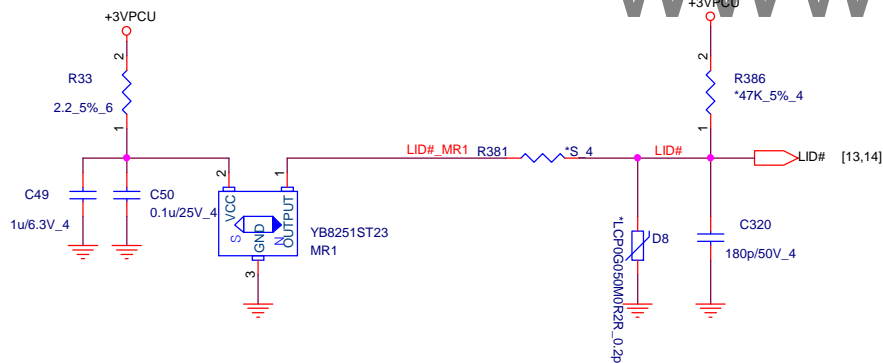 WWW
+3VPCU
+3VPCU
2
R33
2.2_5%_6
1
2
R386
*47K_5%_4
1
LID#_MR1
R381
*S_4
LID#
LID#
[13,14]
C49
1u/6.3V_4
C50
0.1u/25V_4
2
1
VCC
OUTPUT
S
N
GND
3
YB8251ST23
MR1
D8
*LCP0G050M0R2R_0.2p
C320
180p/50V_4